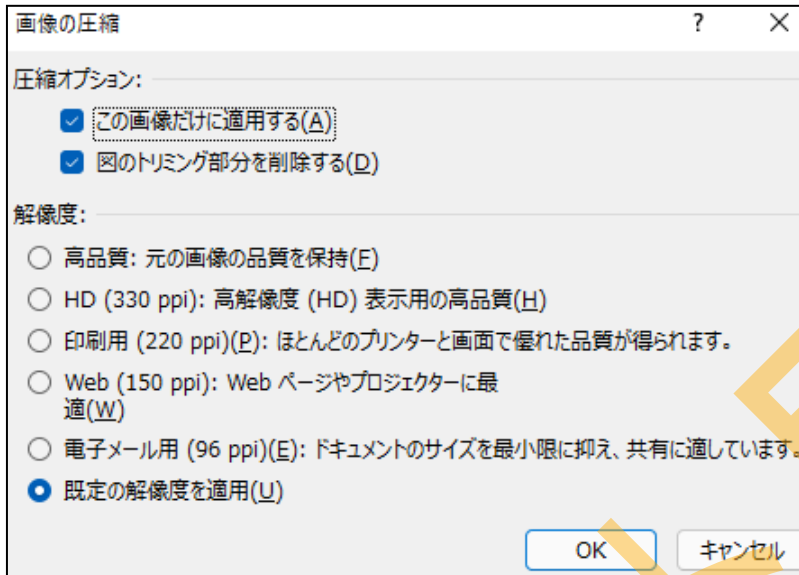 画像の圧縮 ?
圧縮オプション:
この画像だけに適用する(A)
図のトリミング部分を削除する(D)
解像度:
高品質: 元の画像の品質を保持(F)
HD (330 ppi): 高解像度 (HD) 表示用の高品質(H)
印刷用 (220 ppi)(P): ほとんどのプリンターと画面で優れた品質が得られます。
Web (150 ppi): Web ページやプロジェクターに最
適(W)
電子メール用 (96 ppi)(E): ドキュメントのサイズを最小限に抑え、共有に適しています。
既定の解像度を適用(U)
OK キャンセル